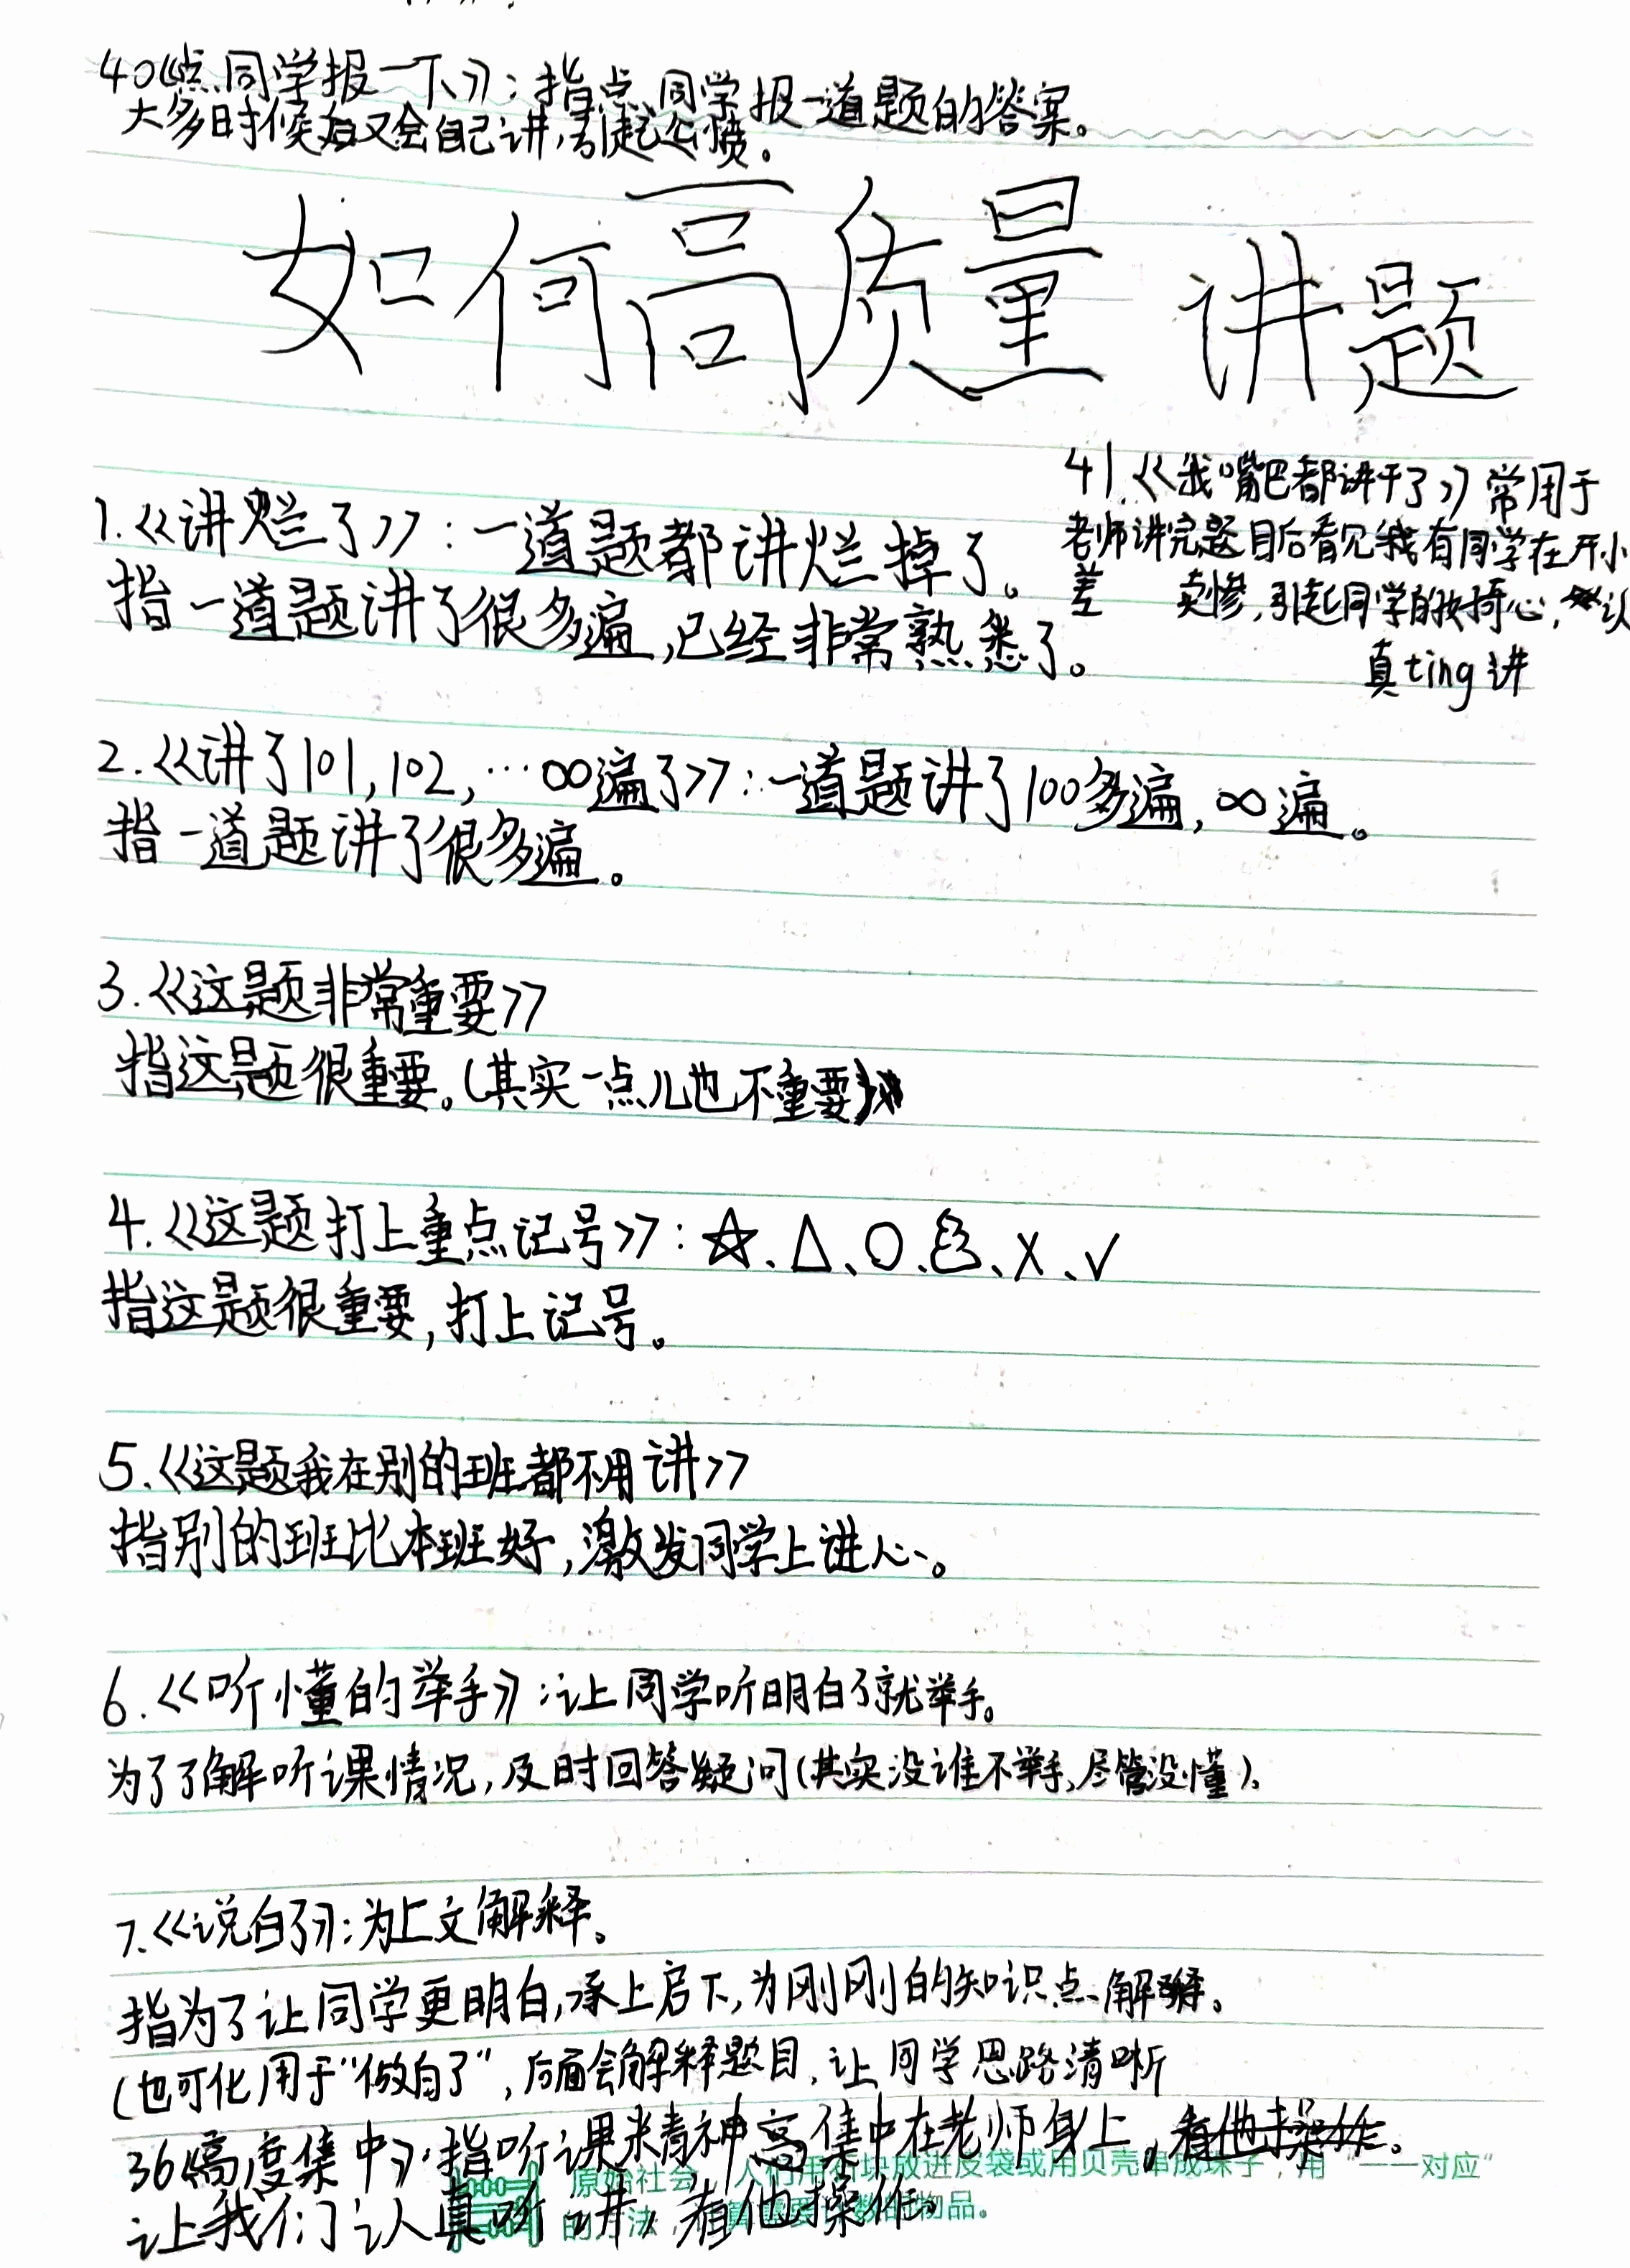 40《点同学报一下》：指点同学报一道题的答案。
大多时候后又会自己讲，引起公愤。
如何高质量讲题
41.《我嘴巴都讲干了》常用于
老师讲完题目后看见我有同学在开小
差 卖惨，引起同学的好奇心，认
真ting讲
1.《讲烂了》：一道题都讲烂掉了。
指一道题讲了很多遍，已经非常熟悉了。
2.《讲了101,102,…∞遍了》：一道题讲了100多遍，∞遍。
指一道题讲了很多遍。
3.《这题非常重要》
指这题很重要。(其实一点儿也不重要)
4.《这题打上重点记号》：☆、△、○、、X、√
指这题很重要，打上记号。
5.《这题我在别的班都不用讲》
指别的班比本班好，激发同学上进心。
6.《听懂的举手》：让同学听明白了就举手。
为了了解听课情况，及时回答疑问(其实没谁不举手，尽管没懂)。
7.《说白了》：为上文解释。
指为了让同学更明白，承上启下，为刚刚的知识点解释。
(也可化用于"做白了"，后面会解释题目，让同学思路清晰
36《高度集中》：指听课精神高集中在老师身上。看他操作。
让我们认真听讲，看他操作。
原始社会，人们用石块放进皮袋或用贝壳串成珠子，用"一一对应"
的方法，算需要数的物品。